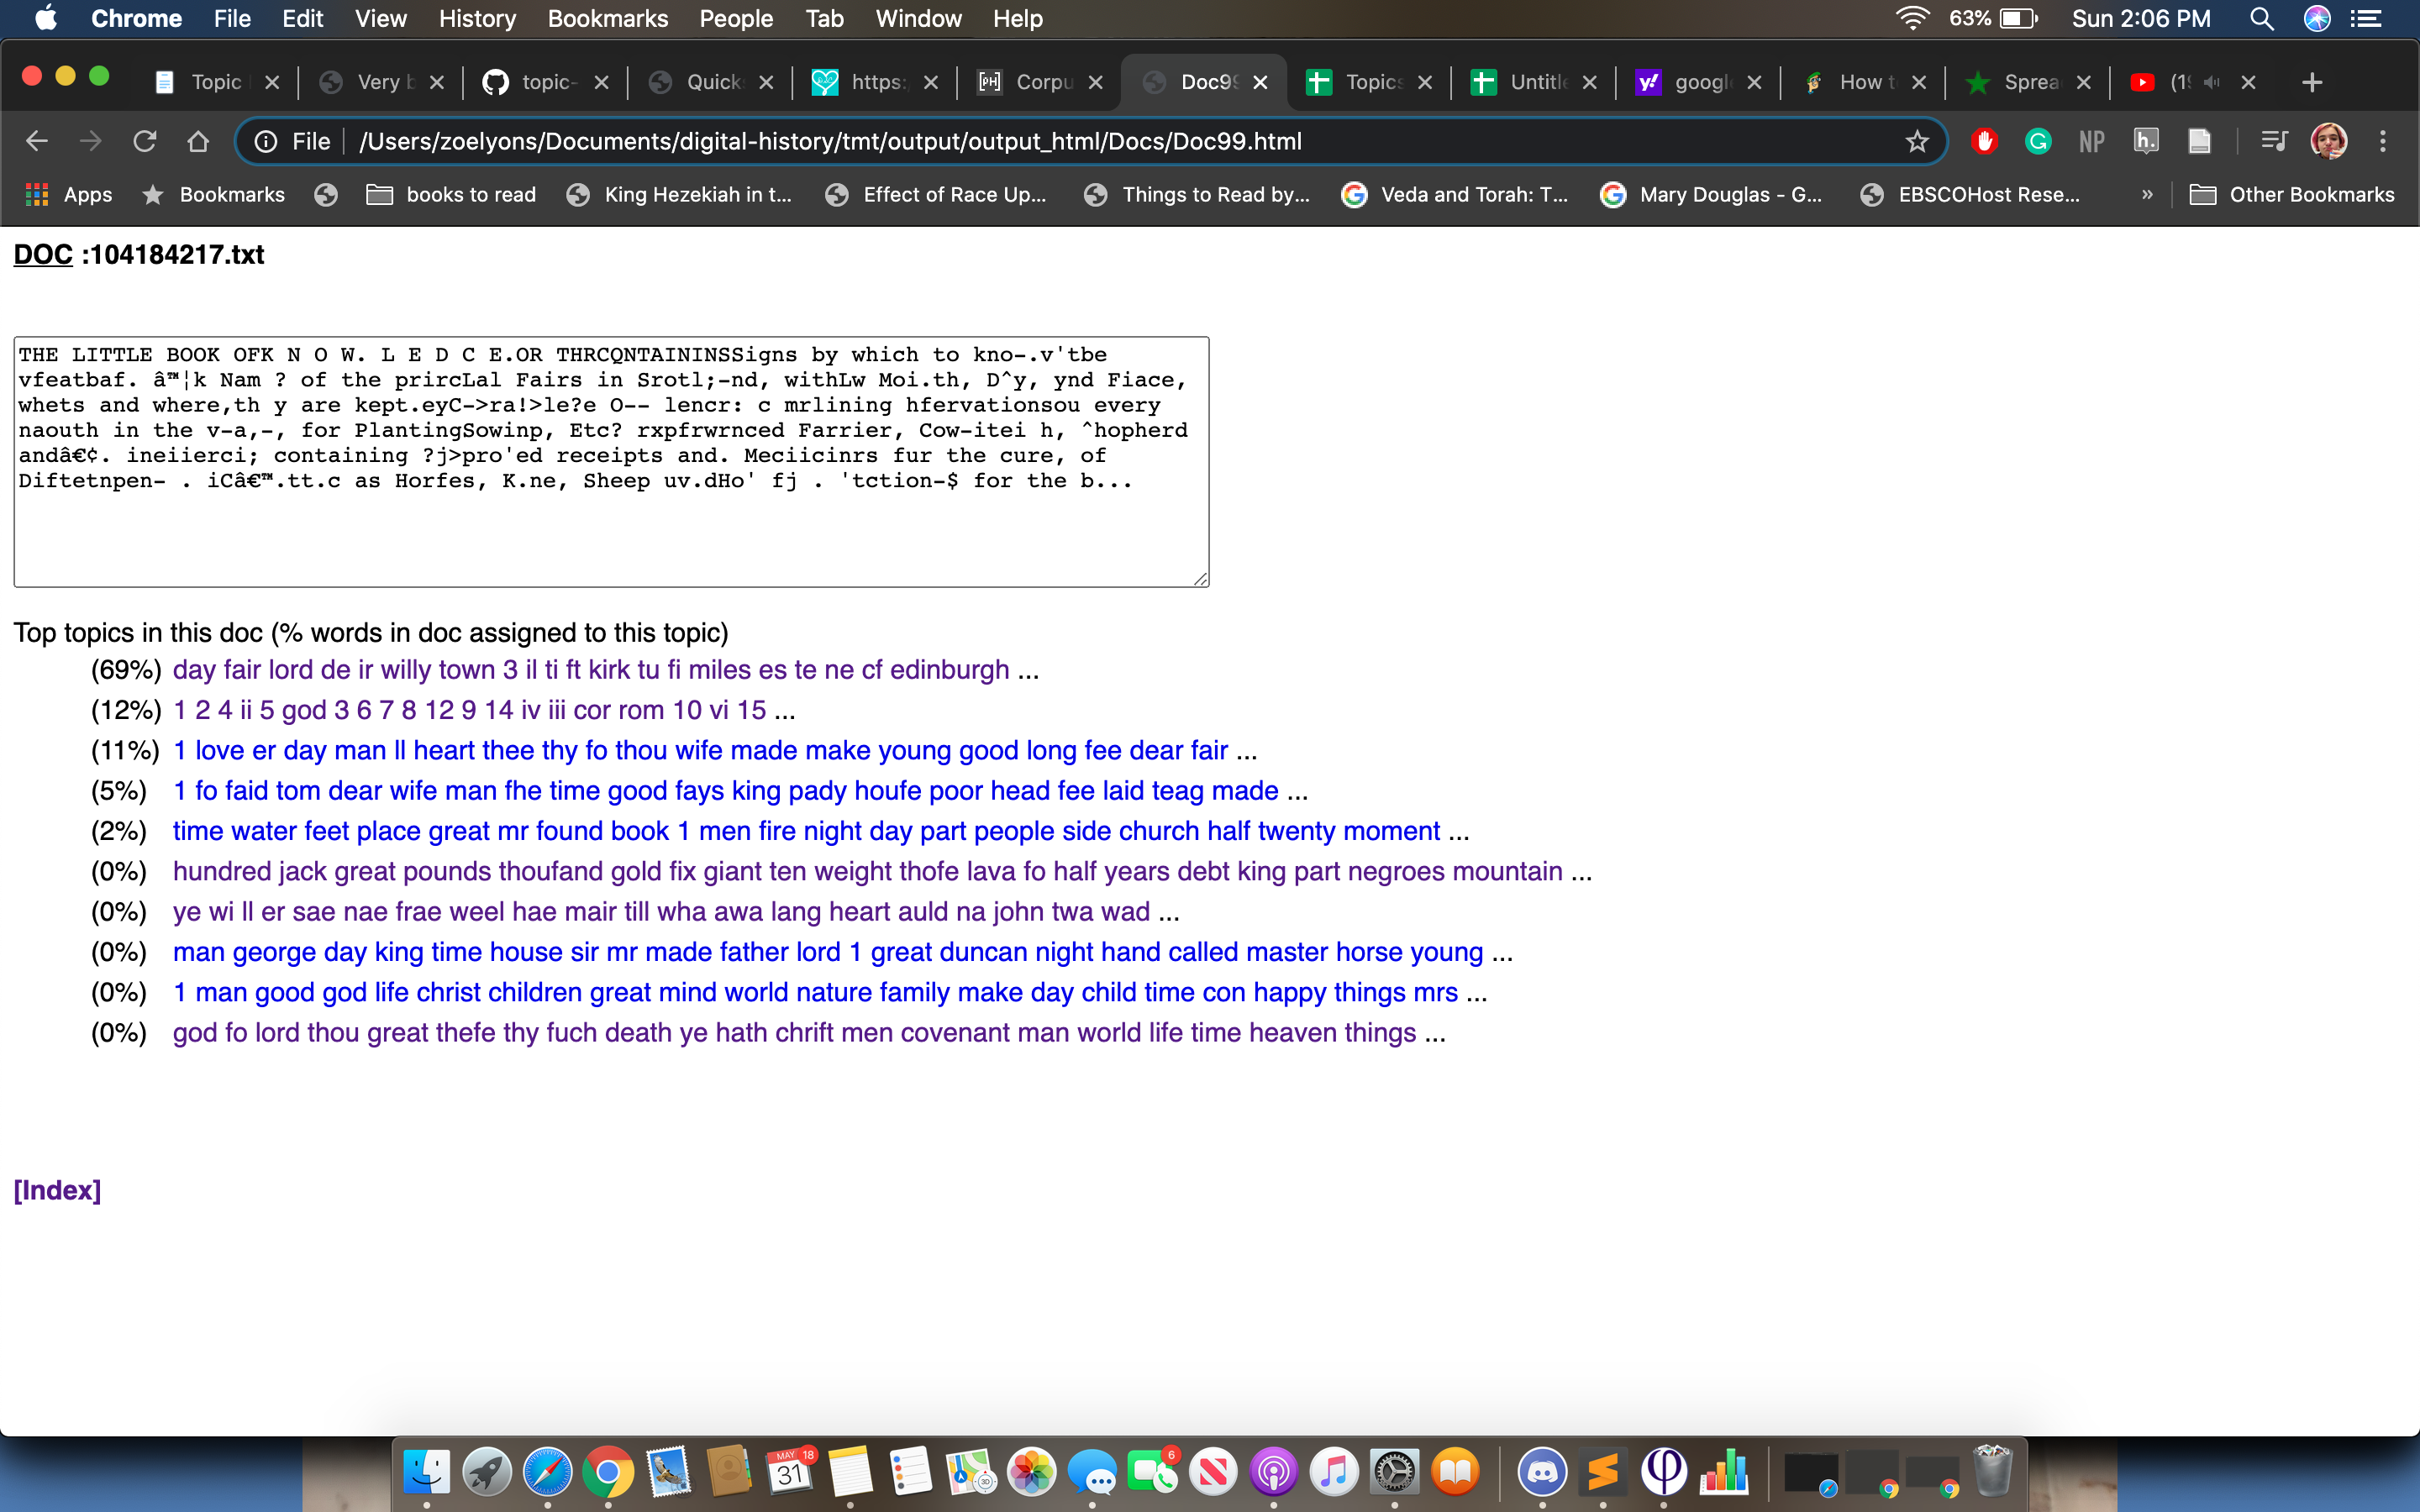 Chrome File Edit View History Bookmarks People Tab Window Help 63% Sun 2:06 PM
Topic Very b topic- Quick https: Corpu Doc99 Topics Untitle googl How t Sprea (19
File /Users/zoelyons/Documents/digital-history/tmt/output/output_html/Docs/Doc99.html NP h.
Apps Bookmarks books to read King Hezekiah in t... Effect of Race Up... Things to Read by... Veda and Torah: T... Mary Douglas - G... EBSCOHost Rese... » Other Bookmarks
DOC :104184217.txt
THE LITTLE BOOK OFK N O W. L E D C E.OR THRCQNTAININSSigns by which to kno-.v'tbe
vfeatbaf. â™¦k Nam ? of the prircLal Fairs in Srotl;-nd, withLw Moi.th, D^y, ynd Fiace,
whets and where,th y are kept.eyC->ra!>le?e O-- lencr: c mrlining hfervationsou every
naouth in the v-a,-, for PlantingSowinp, Etc? rxpfrwrnced Farrier, Cow-itei h, ^hopherd
andâ€¢. ineiierci; containing ?j>pro'ed receipts and. Meciicinrs fur the cure, of
Diftetnpen- . iCâ€™.tt.c as Horfes, K.ne, Sheep uv.dHo' fj . 'tction-$ for the b...
Top topics in this doc (% words in doc assigned to this topic)
(69%) day fair lord de ir willy town 3 il ti ft kirk tu fi miles es te ne cf edinburgh ...
(12%) 1 2 4 ii 5 god 3 6 7 8 12 9 14 iv iii cor rom 10 vi 15 ...
(11%) 1 love er day man ll heart thee thy fo thou wife made make young good long fee dear fair ...
(5%) 1 fo faid tom dear wife man fhe time good fays king pady houfe poor head fee laid teag made ...
(2%) time water feet place great mr found book 1 men fire night day part people side church half twenty moment ...
(0%) hundred jack great pounds thoufand gold fix giant ten weight thofe lava fo half years debt king part negroes mountain ...
(0%) ye wi ll er sae nae frae weel hae mair till wha awa lang heart auld na john twa wad ...
(0%) man george day king time house sir mr made father lord 1 great duncan night hand called master horse young ...
(0%) 1 man good god life christ children great mind world nature family make day child time con happy things mrs ...
(0%) god fo lord thou great thefe thy fuch death ye hath chrift men covenant man world life time heaven things ...
[Index]
MAY 18
31
3D
6